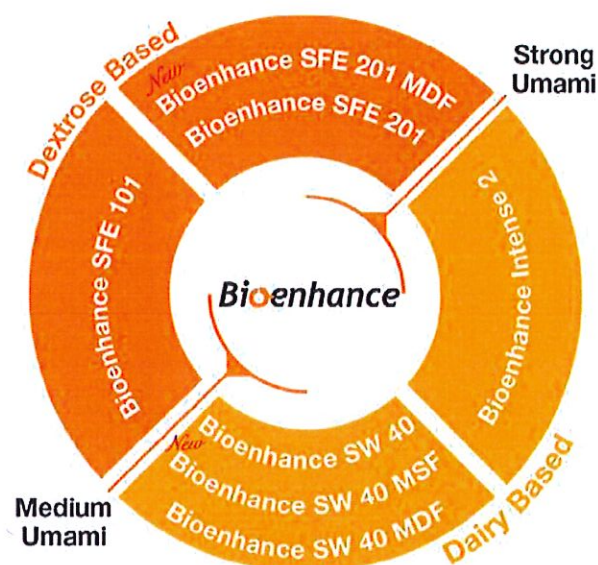 Dextrose Based
New
Bioenhance SFE 201 MDF
Bioenhance SFE 201
Strong
Umami
Bioenhance SFE 101
Bioenhance
Bioenhance Intense 2
New
Bioenhance SW 40
Bioenhance SW 40 MSF
Bioenhance SW 40 MDF
Medium
Umami
Dairy Based